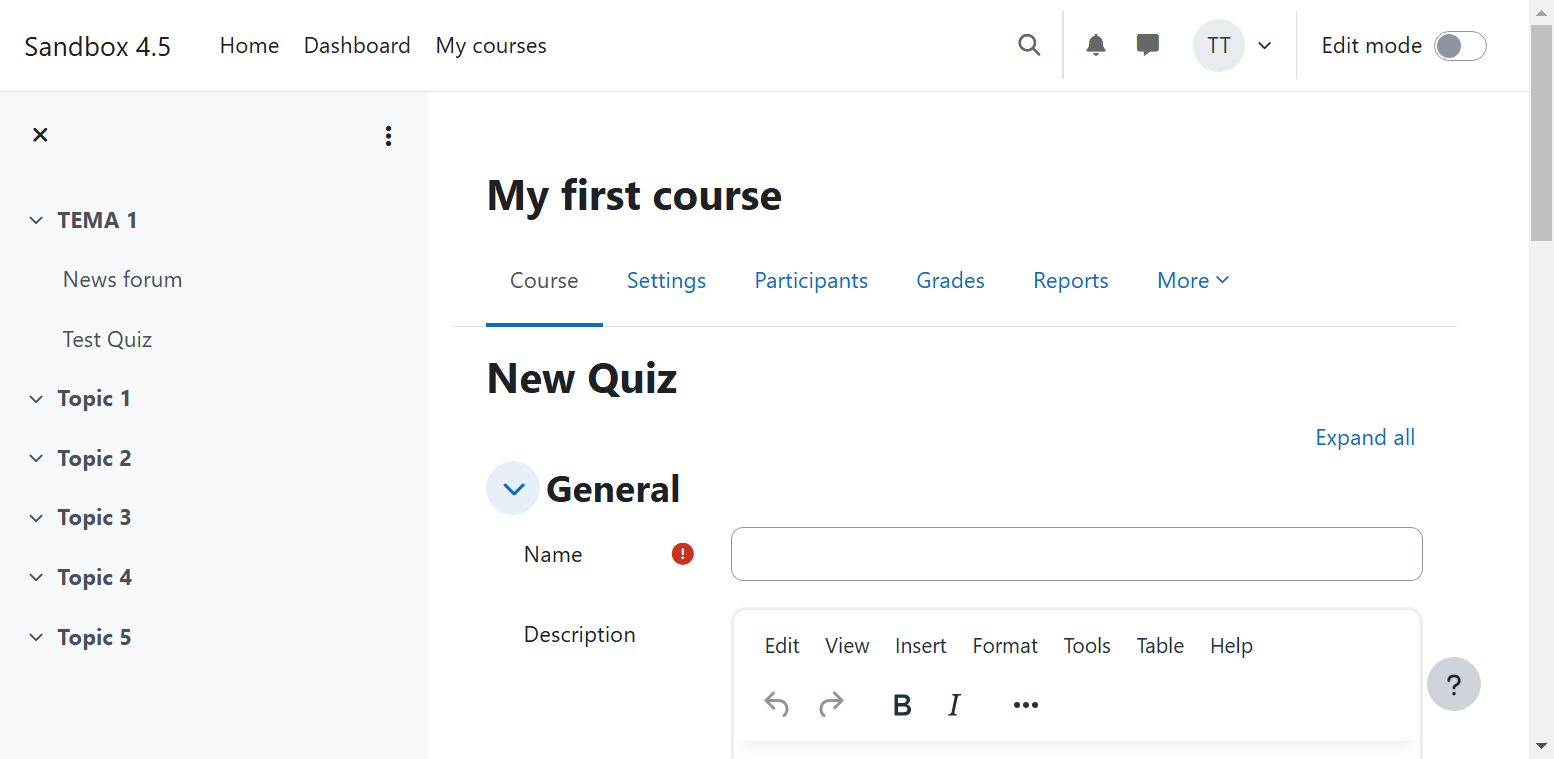 Sandbox 4.5 Home Dashboard My courses TT Edit mode
TEMA 1
News forum
Test Quiz
Topic 1
Topic 2
Topic 3
Topic 4
Topic 5
My first course
Course Settings Participants Grades Reports More
New Quiz
Expand all
General
Name
Description
Edit View Insert Format Tools Table Help
B I
?